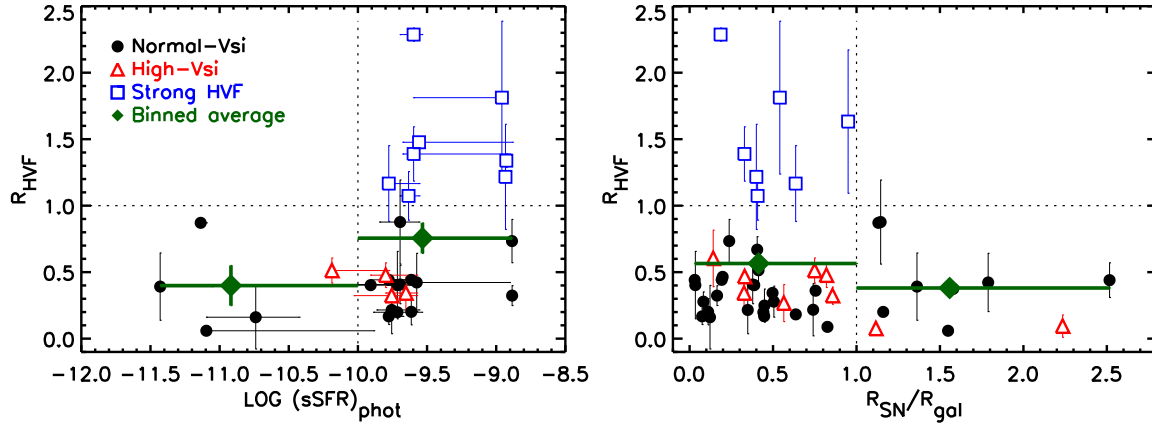 2.5
2.0
1.5
1.0
0.5
0.0
R_HVF
Normal-Vsi
High-Vsi
Strong HVF
Binned average
-12.0 -11.5 -11.0 -10.5 -10.0 -9.5 -9.0 -8.5
LOG (sSFR)_phot
2.5
2.0
1.5
1.0
0.5
0.0
R_HVF
0.0 0.5 1.0 1.5 2.0 2.5
R_SN/R_gal